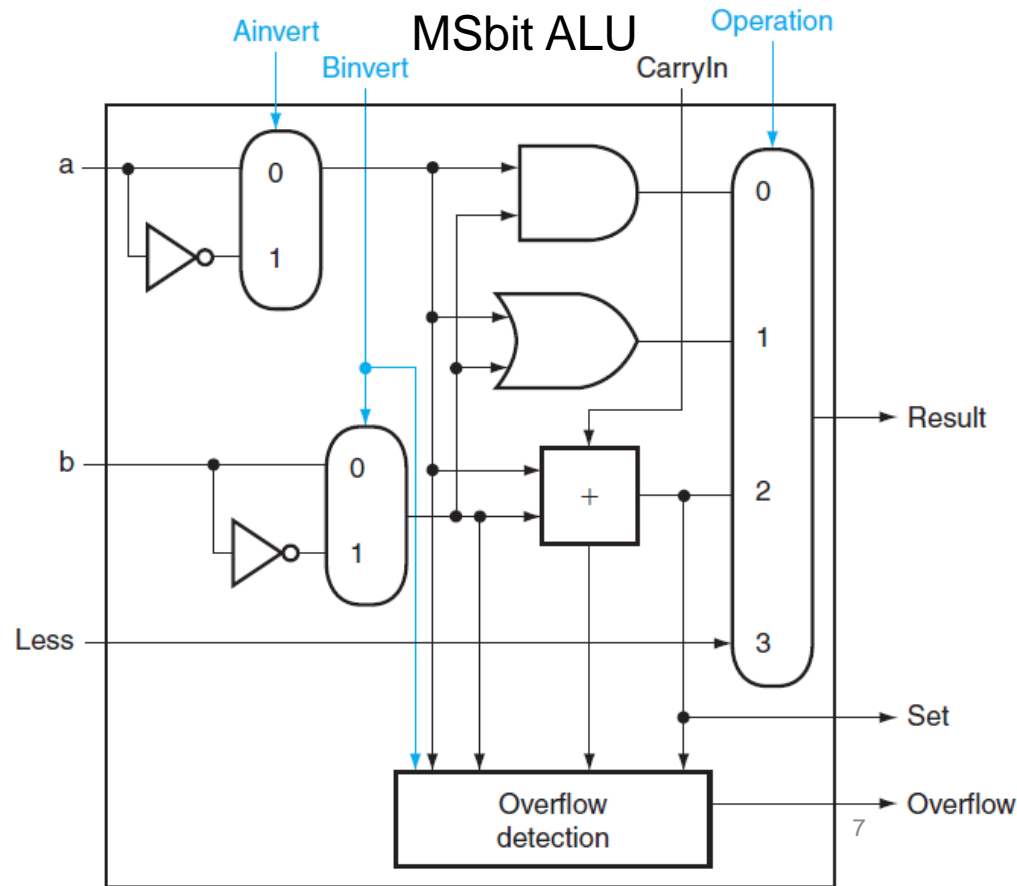 MSbit ALU
Ainvert
Binvert
CarryIn
Operation
a
0
1
b
0
1
+
0
1
2
3
Less
Result
Set
Overflow
detection
Overflow
7